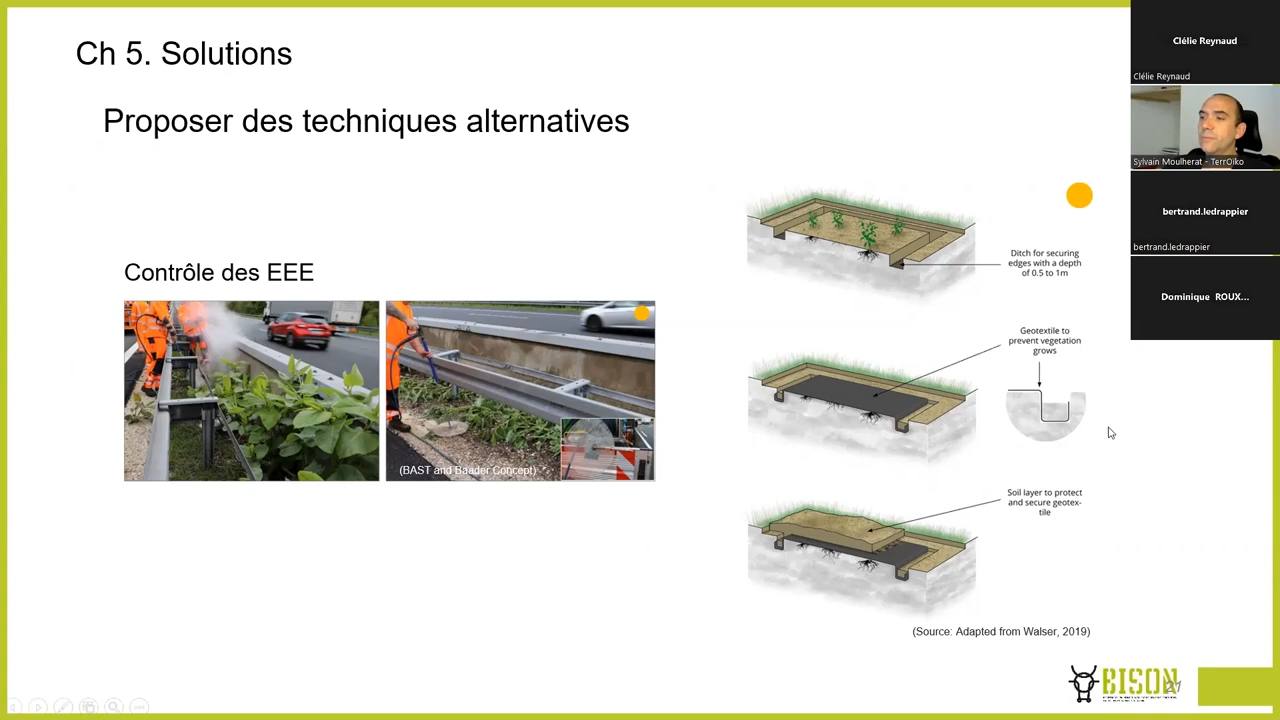 Ch 5. Solutions
Proposer des techniques alternatives
Contrôle des EEE
(BAST and Baader Concept)
Ditch for securing
edges with a depth
of 0.5 to 1m
Geotextile to
prevent vegetation
grows
Soil layer to protect
and secure geotex-
tile
(Source: Adapted from Walser, 2019)
BISON
27
Clélie Reynaud
Clélie Reynaud
Sylvain Moulherat - TerrOïko
bertrand.ledrappier
bertrand.ledrappier
Dominique ROUX...